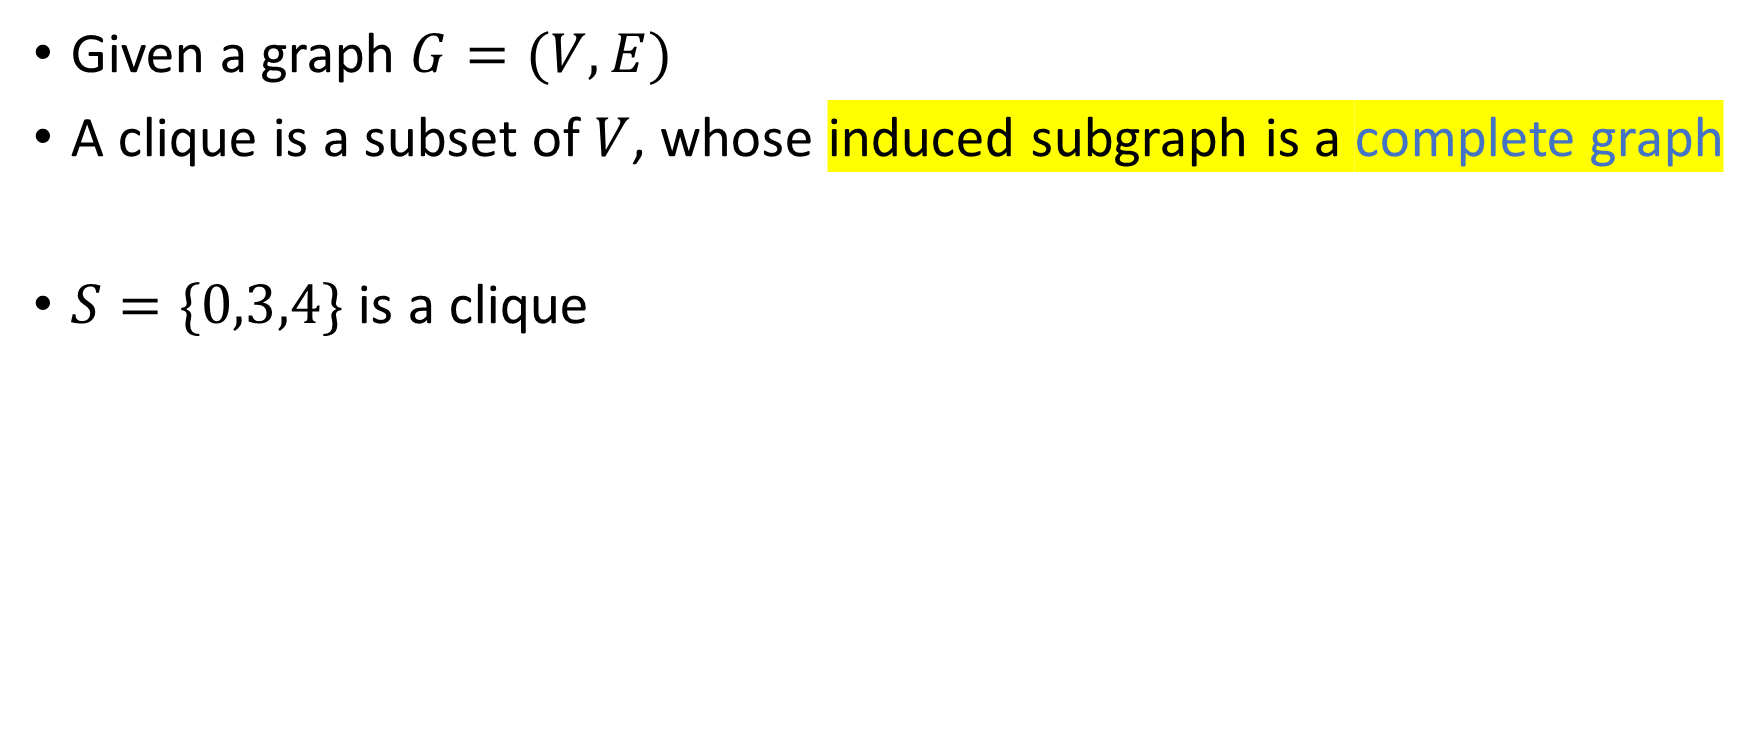 • Given a graph G = (V, E)
• A clique is a subset of V, whose induced subgraph is a complete graph
• S = {0,3,4} is a clique